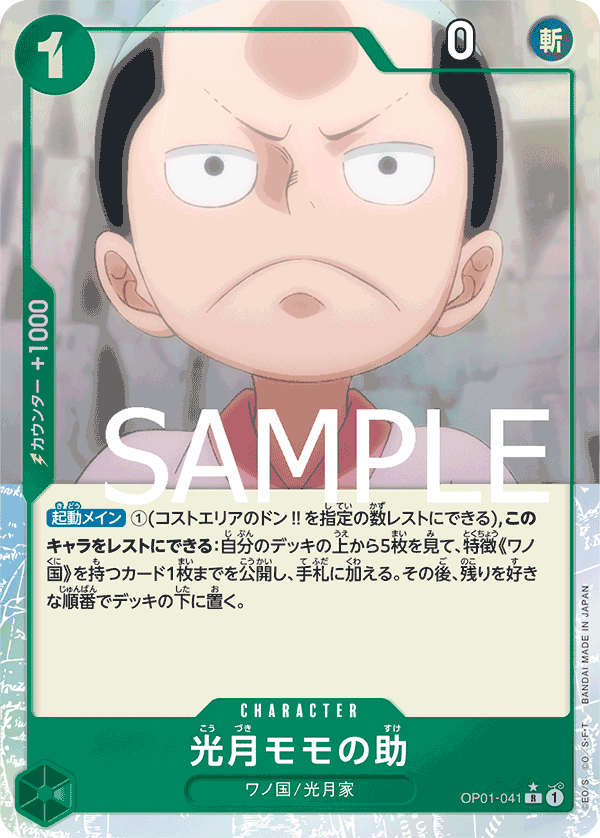 1
0
斬
カウンター +1000
SAMPLE
起動メイン ①(コストエリアのドン!!を指定の数レストにできる),この
キャラをレストにできる:自分のデッキの上から5枚を見て、特徴《ワノ
国》を持つカード1枚までを公開し、手札に加える。その後、残りを好き
な順番でデッキの下に置く。
CHARACTER
光月モモの助
ワノ国/光月家
OP01-041 R 1
©E.O/S. ©O/S・F・T BANDAI MADE IN JAPAN